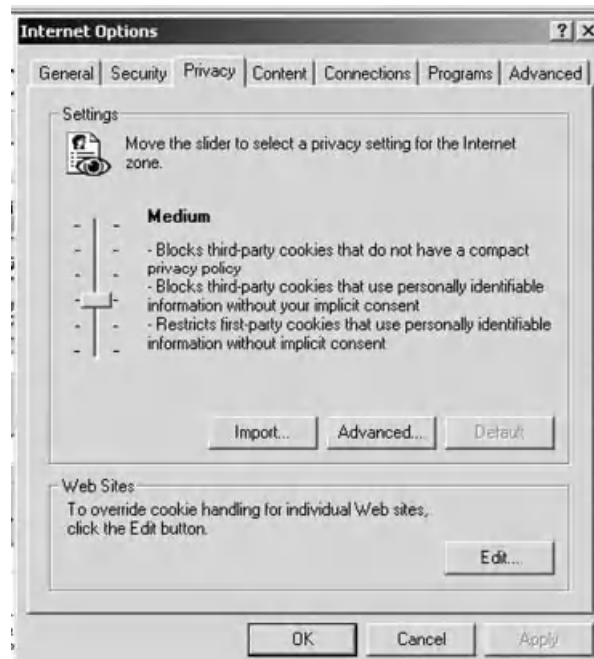 Internet Options
General Security Privacy Content Connections Programs Advanced
Settings
Move the slider to select a privacy setting for the Internet
zone.
Medium
- Blocks third-party cookies that do not have a compact
privacy policy
- Blocks third-party cookies that use personally identifiable
information without your implicit consent
- Restricts first-party cookies that use personally identifiable
information without implicit consent
Import... Advanced... Default
Web Sites
To override cookie handling for individual Web sites,
click the Edit button.
Edit...
OK Cancel Apply